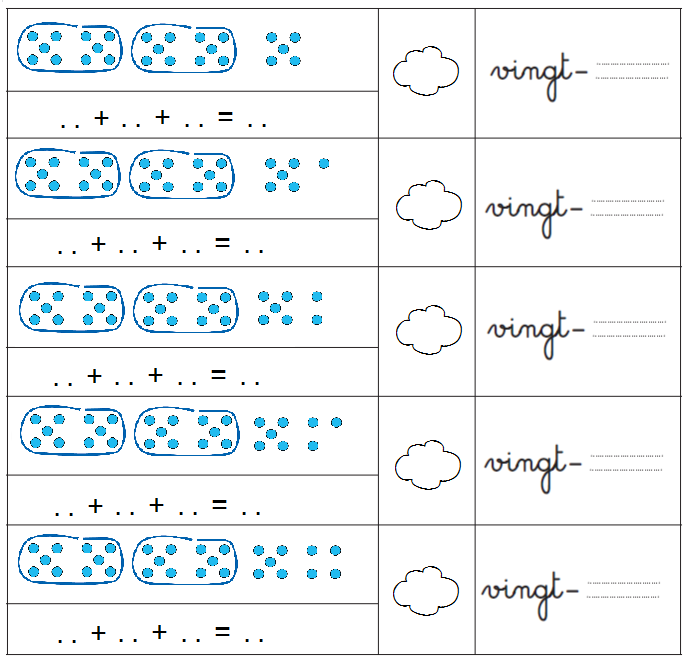 vingt-
. . + . . + . . = . .
vingt-
. . + . . + . . = . .
vingt-
. . + . . + . . = . .
vingt-
. . + . . + . . = . .
vingt-
. . + . . + . . = . .